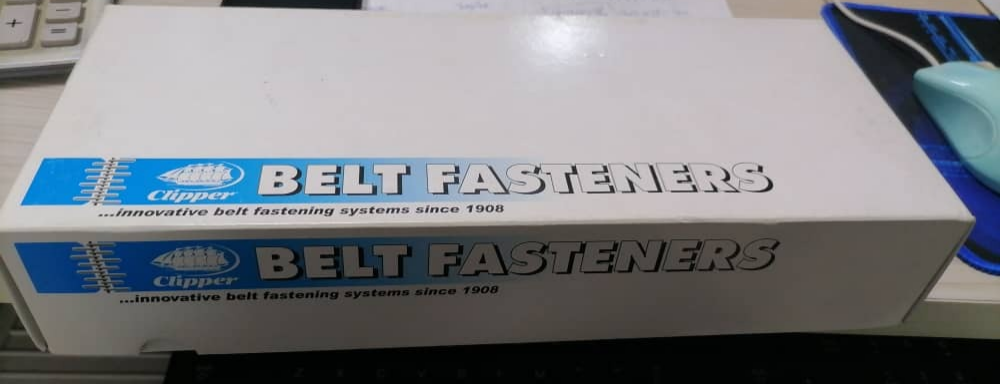 Clipper
BELT FASTENERS
...innovative belt fastening systems since 1908
Clipper
BELT FASTENERS
...innovative belt fastening systems since 1908